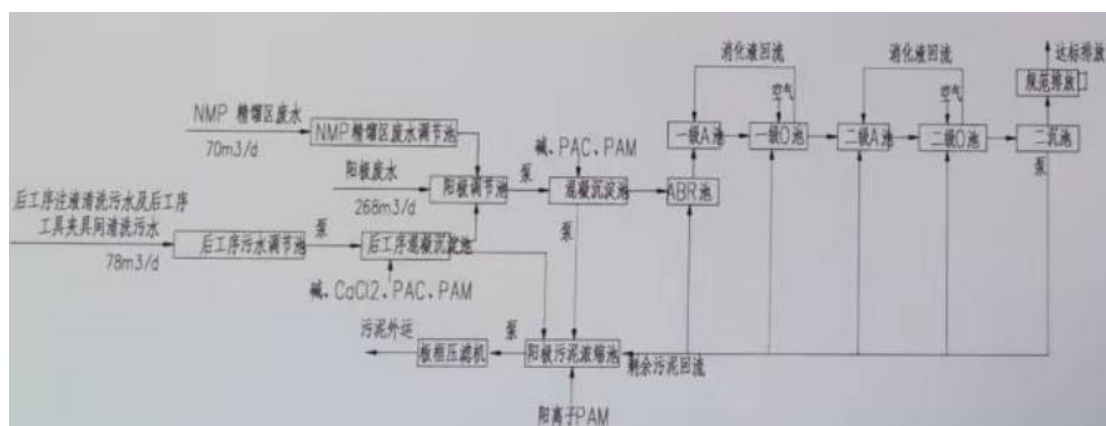 消化液回流
消化液回流
达标排放
规范排放口
空气
空气
NMP 精馏区废水
NMP精馏区废水调节池
70m3/d
碱、PAC、PAM
一级A池
一级O池
二级A池
二级O池
二沉池
泵
阳极废水
阳极调节池
泵
混凝沉淀池
ABR池
268m3/d
后工序注液清洗污水及后工序
工具夹具间清洗污水
泵
泵
后工序污水调节池
后工序混凝沉淀池
78m3/d
碱、CaCl2、PAC、PAM
污泥外运
泵
板框压滤机
阳极污泥浓缩池
剩余污泥回流
阳离子PAM